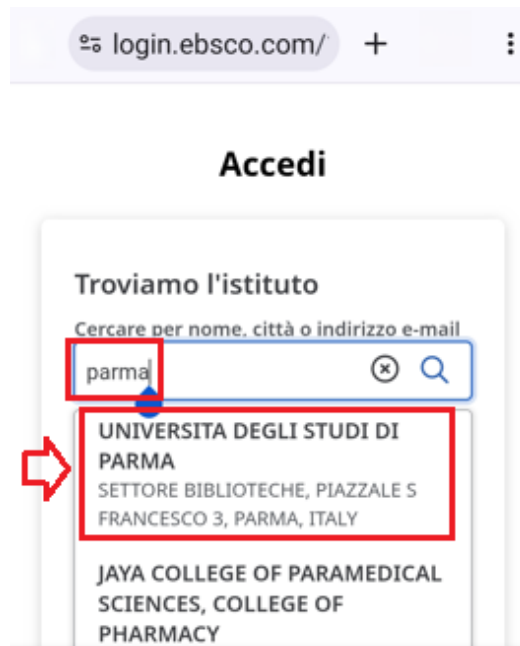 login.ebsco.com/
Accedi
Troviamo l'istituto
Cercare per nome, città o indirizzo e-mail
parma
UNIVERSITA DEGLI STUDI DI
PARMA
SETTORE BIBLIOTECHE, PIAZZALE S
FRANCESCO 3, PARMA, ITALY
JAYA COLLEGE OF PARAMEDICAL
SCIENCES, COLLEGE OF
PHARMACY